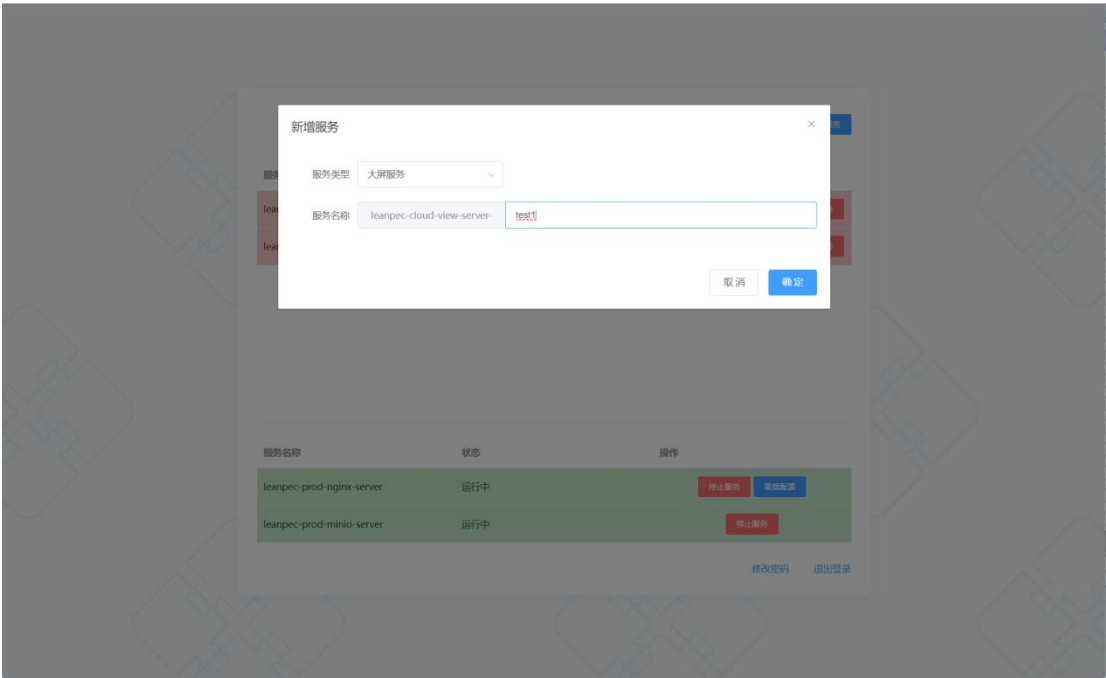 新增服务
×
服务类型 大屏服务
服务名称 leanpec-cloud-view-server- test1
取消 确定
服务名称 状态 操作
leanpec-prod-nginx-server 运行中 停止服务 重载配置
leanpec-prod-minio-server 运行中 停止服务
修改密码 退出登录